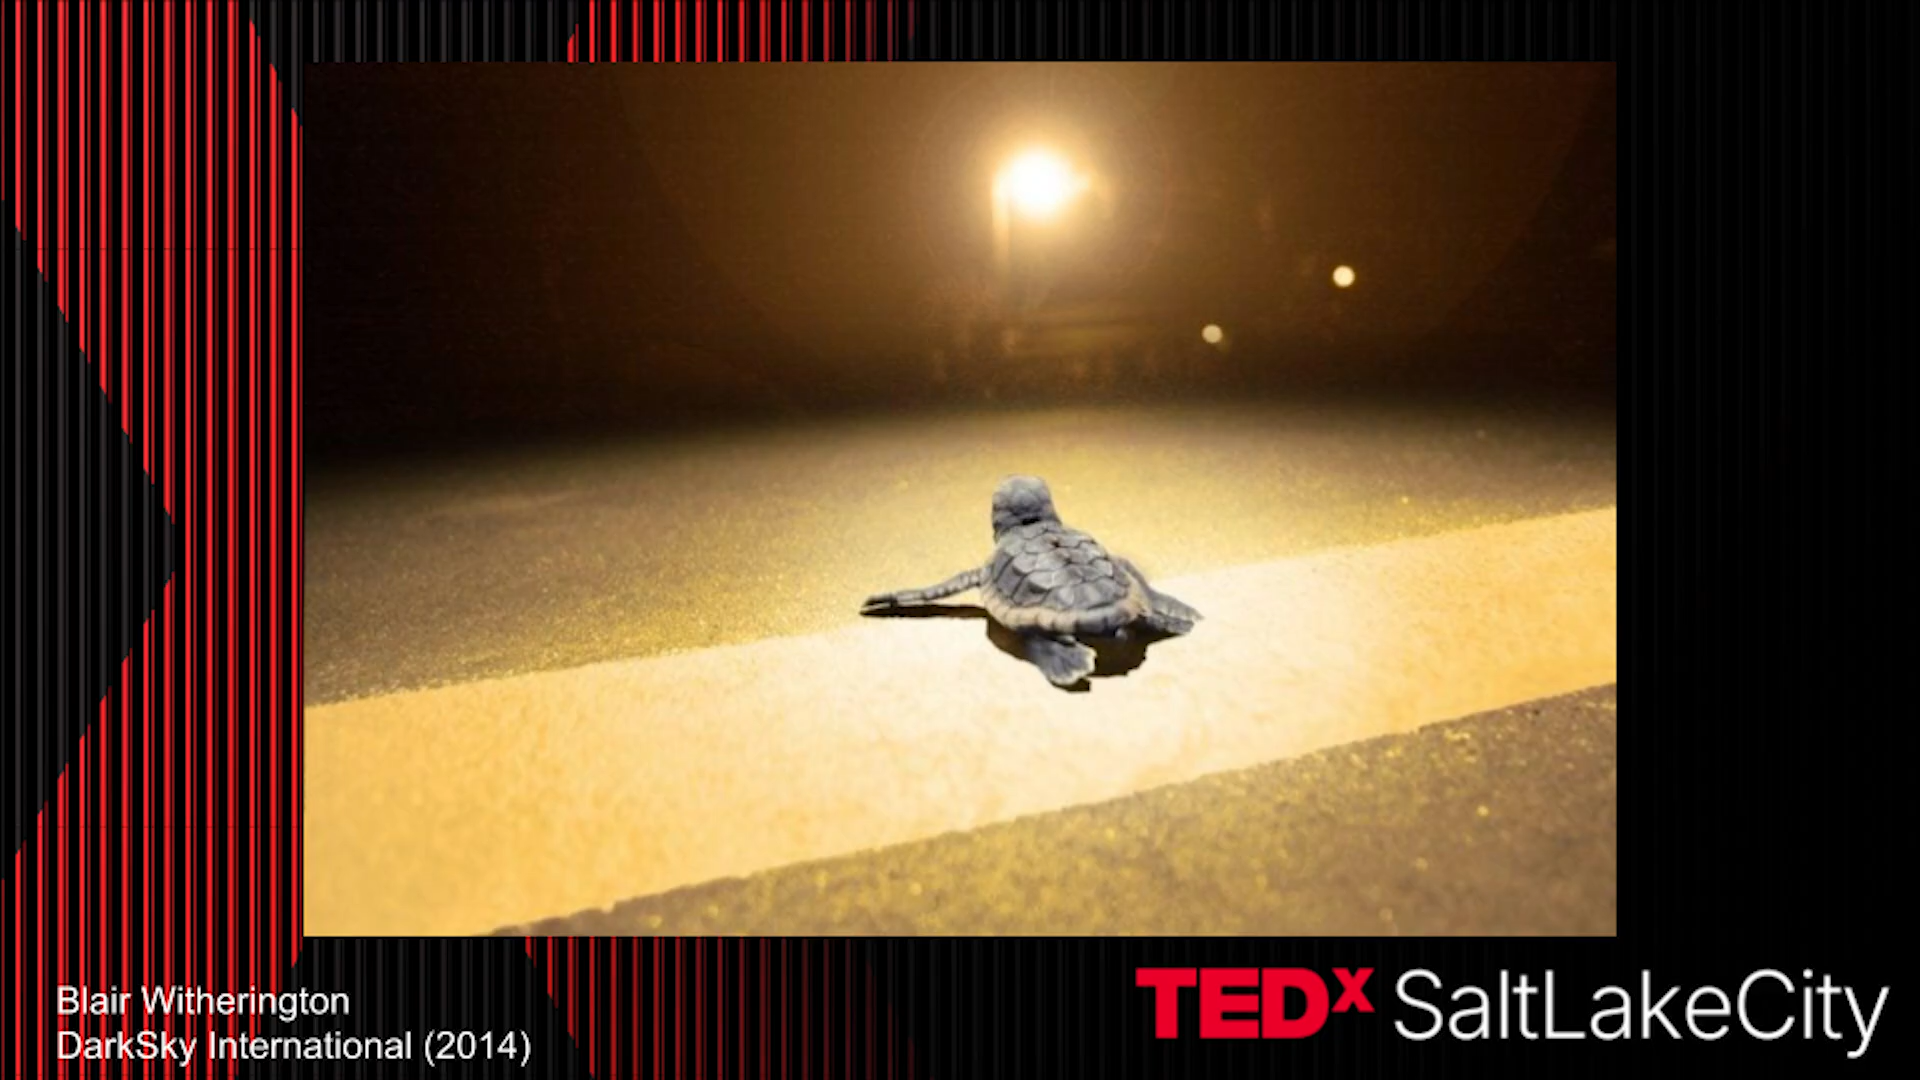 Blair Witherington
DarkSky International (2014)
TEDx SaltLakeCity